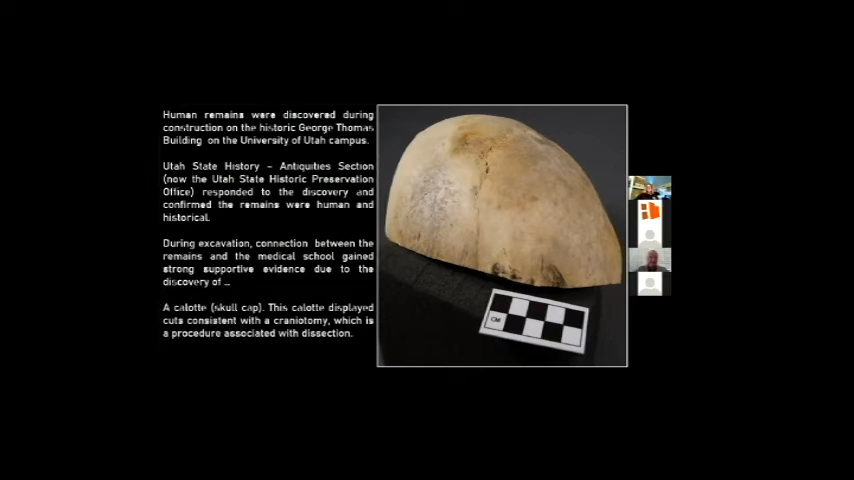 Human remains were discovered during
construction on the historic George Thomas
Building on the University of Utah campus.
Utah State History – Antiquities Section
(now the Utah State Historic Preservation
Office) responded to the discovery and
confirmed the remains were human and
historical.
During excavation, connection between the
remains and the medical school gained
strong supportive evidence due to the
discovery of ...
A calotte (skull cap). This calotte displayed
cuts consistent with a craniotomy, which is
a procedure associated with dissection.
CM